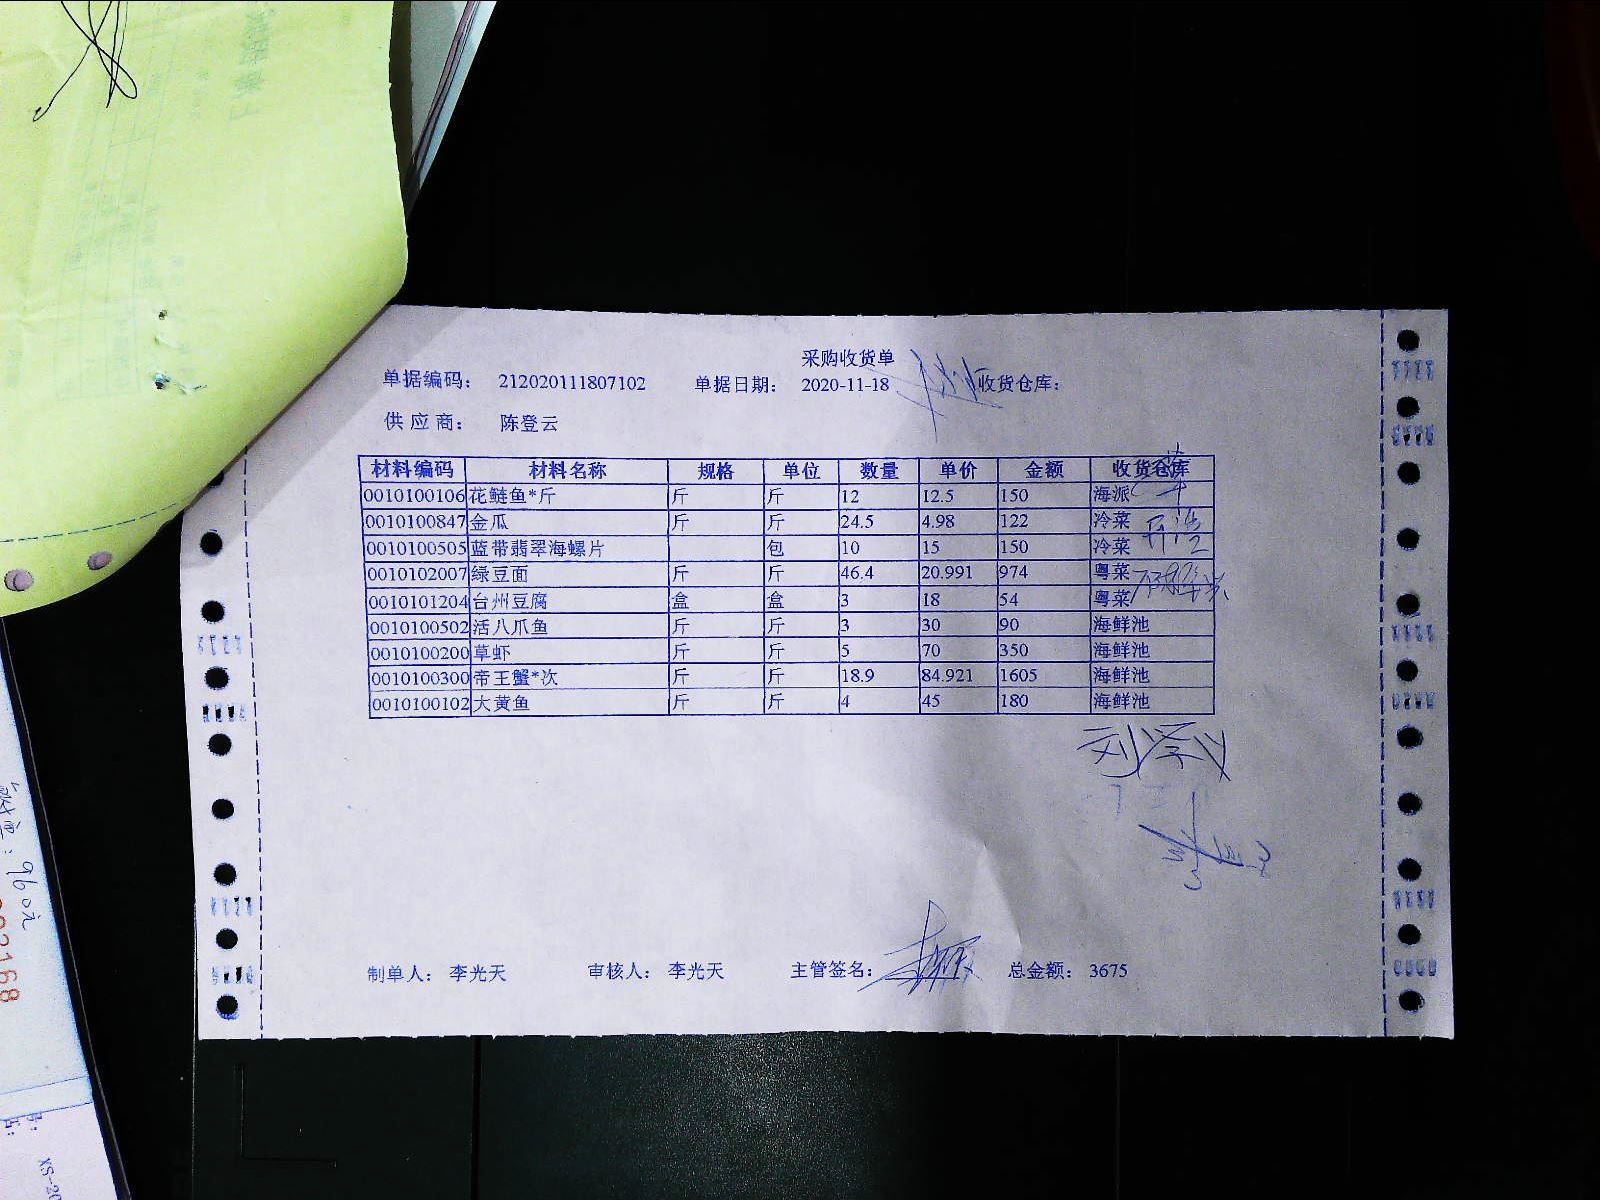 采购收货单
单据编码： 212020111807102 单据日期： 2020-11-18 收货仓库：
供 应 商： 陈登云
材料编码 材料名称 规格 单位 数量 单价 金额 收货仓库
0010100106 花鲢鱼*斤 斤 斤 12 12.5 150 海派
0010100847 金瓜 斤 斤 24.5 4.98 122 冷菜
0010100505 蓝带翡翠海螺片 包 10 15 150 冷菜
0010102007 绿豆面 斤 斤 46.4 20.991 974 粤菜
0010101204 台州豆腐 盒 盒 3 18 54 粤菜
0010100502 活八爪鱼 斤 斤 3 30 90 海鲜池
0010100200 草虾 斤 斤 5 70 350 海鲜池
0010100300 帝王蟹*次 斤 斤 18.9 84.921 1605 海鲜池
0010100102 大黄鱼 斤 斤 4 45 180 海鲜池
制单人： 李光天 审核人： 李光天 主管签名： 总金额： 3675
960元
XS-20